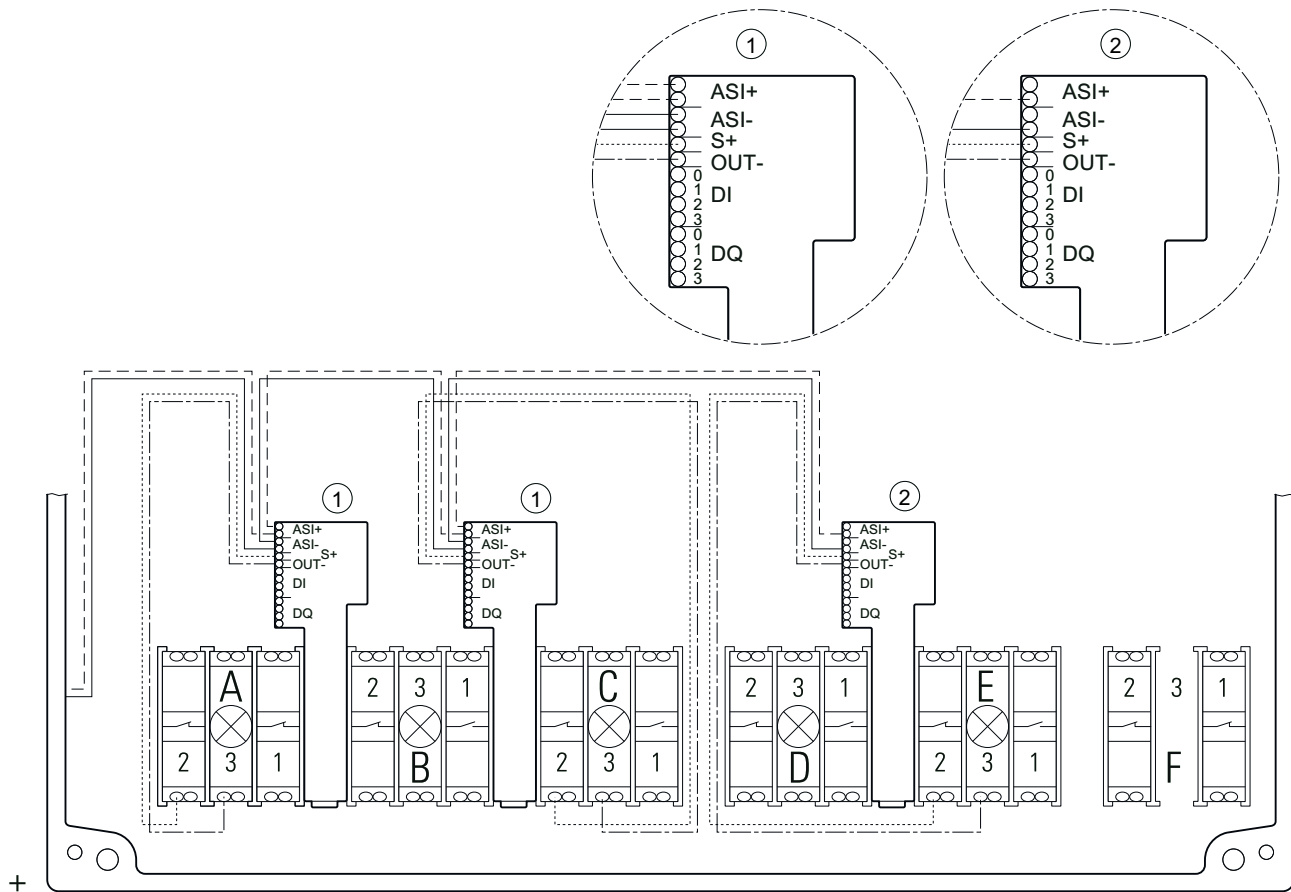 1
ASI+
ASI-
S+
OUT-
0
1
2
3
DI
0
1
2
3
DQ
2
ASI+
ASI-
S+
OUT-
0
1
2
3
DI
0
1
2
3
DQ
1
ASI+
ASI-
S+
OUT-
DI
DQ
1
ASI+
ASI-
S+
OUT-
DI
DQ
2
ASI+
ASI-
S+
OUT-
DI
DQ
A
2 3 1
2 3 1
B
C
2 3 1
2 3 1
D
E
2 3 1
2 3 1
F
+